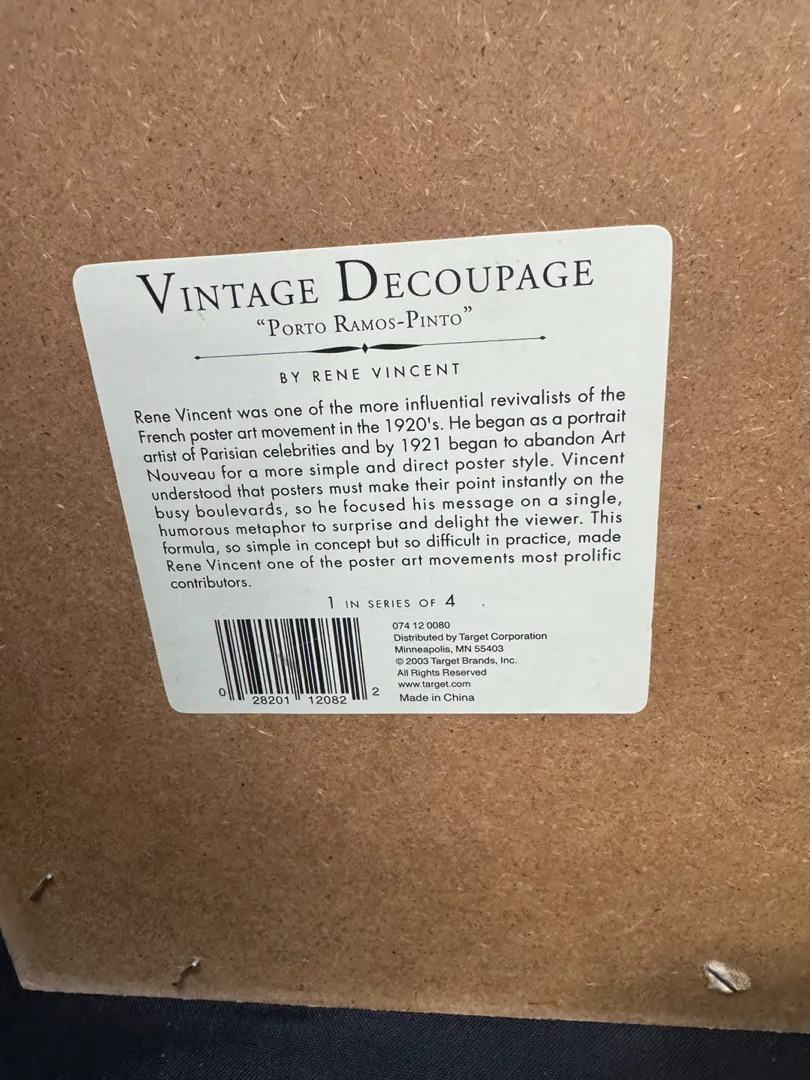 VINTAGE DECOUPAGE
“PORTO RAMOS-PINTO”
BY RENE VINCENT
Rene Vincent was one of the more influential revivalists of the
French poster art movement in the 1920's. He began as a portrait
artist of Parisian celebrities and by 1921 began to abandon Art
Nouveau for a more simple and direct poster style. Vincent
understood that posters must make their point instantly on the
busy boulevards, so he focused his message on a single,
humorous metaphor to surprise and delight the viewer. This
formula, so simple in concept but so difficult in practice, made
Rene Vincent one of the poster art movements most prolific
contributors.
1 IN SERIES OF 4
074 12 0080
Distributed by Target Corporation
Minneapolis, MN 55403
© 2003 Target Brands, Inc.
All Rights Reserved
www.target.com
Made in China
0 28201 12082 2